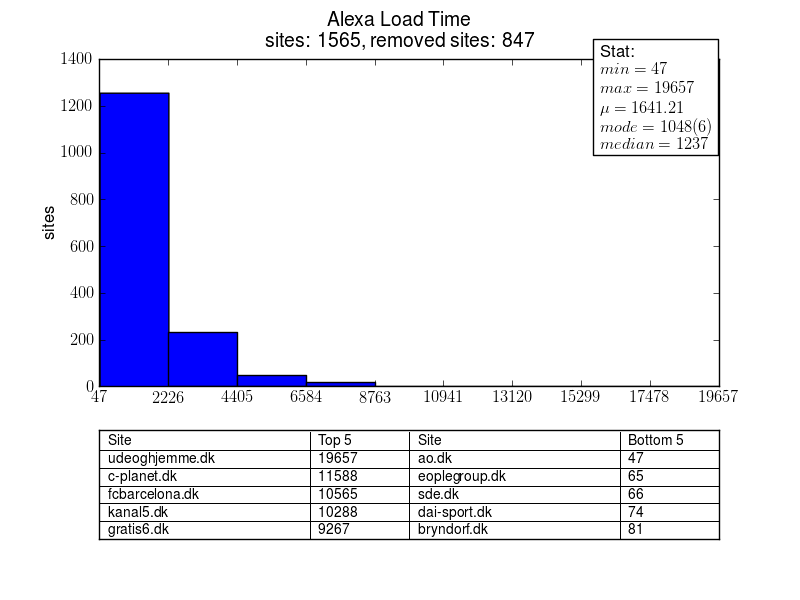 Alexa Load Time
sites: 1565, removed sites: 847
Stat:
min = 47
max = 19657
μ = 1641.21
mode = 1048(6)
median = 1237
1400
1200
1000
800
600
400
200
0
sites
47 2226 4405 6584 8763 10941 13120 15299 17478 19657
Site Top 5 Site Bottom 5
udeoghjemme.dk 19657 ao.dk 47
c-planet.dk 11588 eoplegroup.dk 65
fcbarcelona.dk 10565 sde.dk 66
kanal5.dk 10288 dai-sport.dk 74
gratis6.dk 9267 bryndorf.dk 81